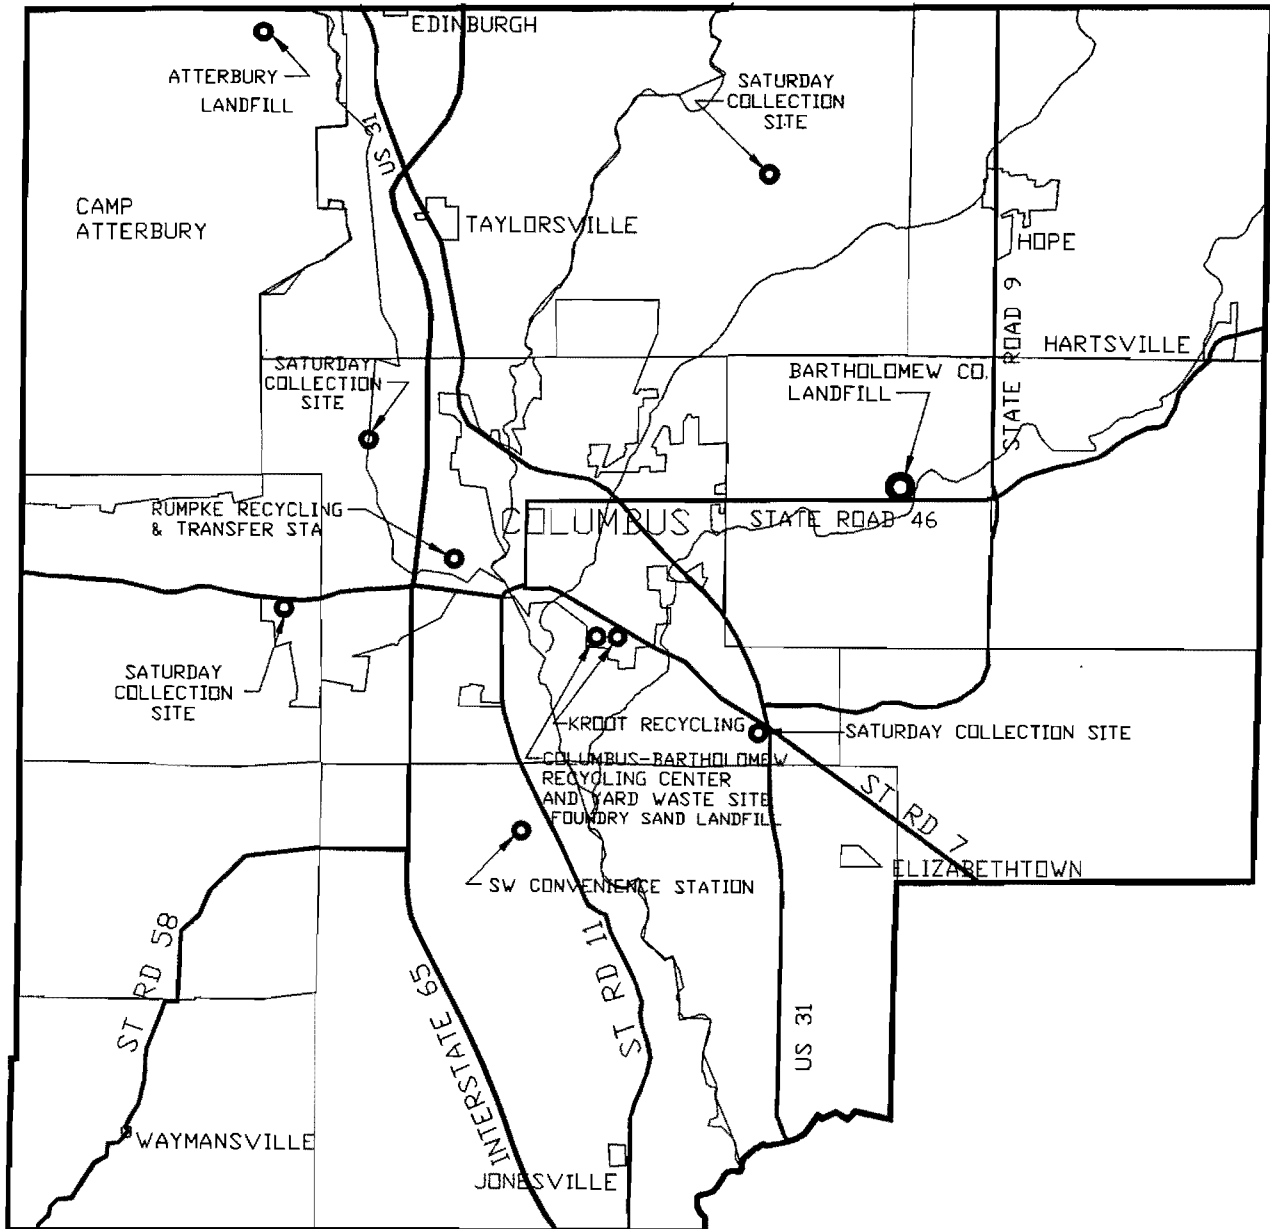 EDINBURGH
ATTERBURY
LANDFILL
SATURDAY
COLLECTION
SITE
US 31
CAMP
ATTERBURY
TAYLORSVILLE
HOPE
STATE ROAD 9
HARTSVILLE
SATURDAY
COLLECTION
SITE
BARTHOLOMEW CO.
LANDFILL
RUMPKE RECYCLING
& TRANSFER STA
COLUMBUS
STATE ROAD 46
SATURDAY
COLLECTION
SITE
KROOT RECYCLING
SATURDAY COLLECTION SITE
COLUMBUS-BARTHOLOMEW
RECYCLING CENTER
AND YARD WASTE SITE
FOUNDRY SAND LANDFILL
ST RD 7
ELIZABETHTOWN
SW CONVENIENCE STATION
ST RD 58
INTERSTATE 65
ST RD 11
US 31
WAYMANSVILLE
JONESVILLE